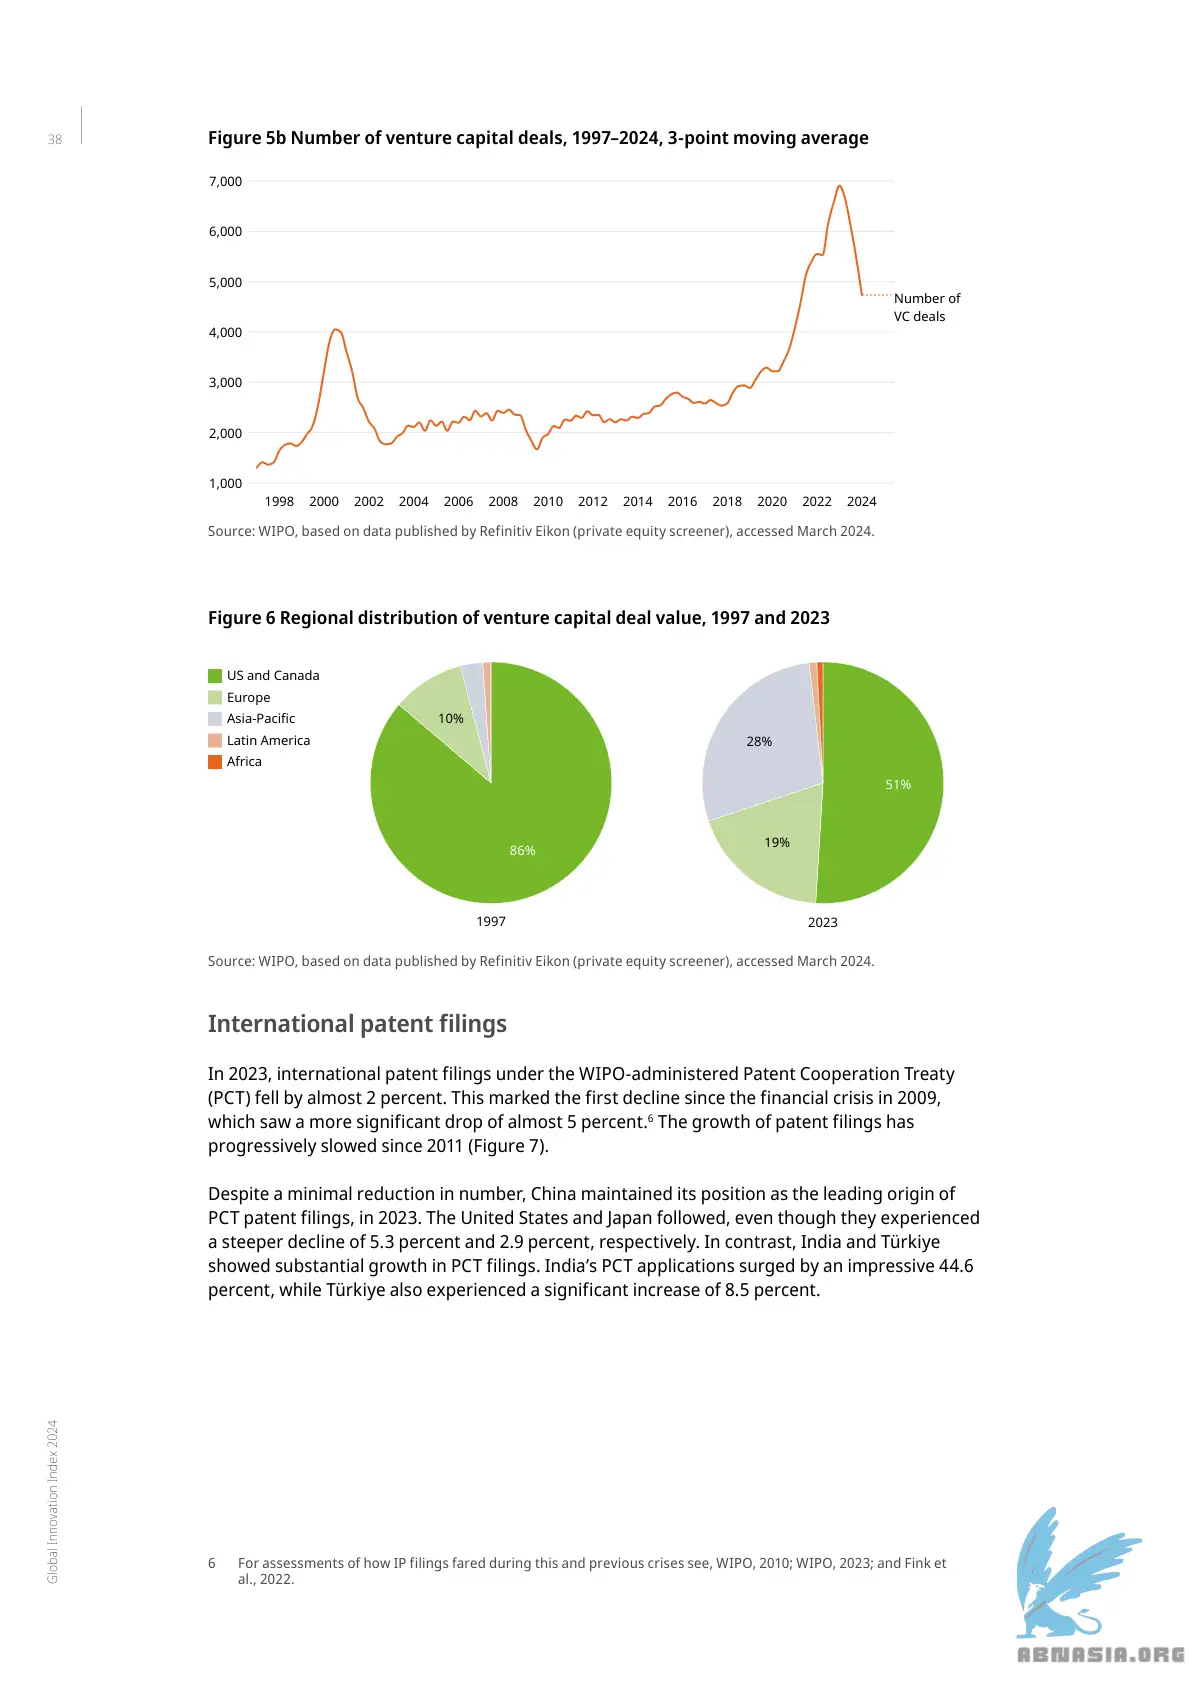 38
Figure 5b Number of venture capital deals, 1997–2024, 3-point moving average
7,000
6,000
5,000
4,000
3,000
2,000
1,000
Number of
VC deals
1998 2000 2002 2004 2006 2008 2010 2012 2014 2016 2018 2020 2022 2024
Source: WIPO, based on data published by Refinitiv Eikon (private equity screener), accessed March 2024.
Figure 6 Regional distribution of venture capital deal value, 1997 and 2023
US and Canada
Europe
Asia-Pacific
Latin America
Africa
10%
86%
1997
28%
51%
19%
2023
Source: WIPO, based on data published by Refinitiv Eikon (private equity screener), accessed March 2024.
International patent filings
In 2023, international patent filings under the WIPO-administered Patent Cooperation Treaty
(PCT) fell by almost 2 percent. This marked the first decline since the financial crisis in 2009,
which saw a more significant drop of almost 5 percent.6 The growth of patent filings has
progressively slowed since 2011 (Figure 7).
Despite a minimal reduction in number, China maintained its position as the leading origin of
PCT patent filings, in 2023. The United States and Japan followed, even though they experienced
a steeper decline of 5.3 percent and 2.9 percent, respectively. In contrast, India and Türkiye
showed substantial growth in PCT filings. India’s PCT applications surged by an impressive 44.6
percent, while Türkiye also experienced a significant increase of 8.5 percent.
Global Innovation Index 2024
6 For assessments of how IP filings fared during this and previous crises see, WIPO, 2010; WIPO, 2023; and Fink et
al., 2022.
ABNASIA.ORG